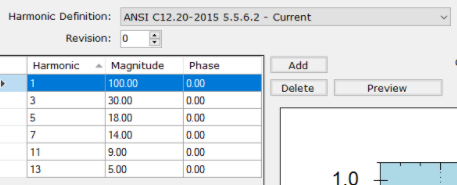 Harmonic Definition: ANSI C12.20-2015 5.5.6.2 - Current
Revision: 0
Harmonic Magnitude Phase Add
1 100.00 0.00 Delete Preview
3 30.00 0.00
5 18.00 0.00
7 14.00 0.00
11 9.00 0.00
13 5.00 0.00
1.0